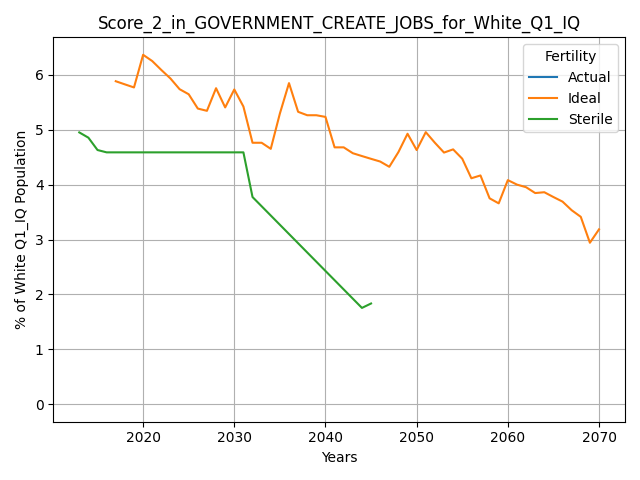 Score_2_in_GOVERNMENT_CREATE_JOBS_for_White_Q1_IQ
Fertility
Actual
Ideal
Sterile
% of White Q1_IQ Population
6
5
4
3
2
1
0
2020 2030 2040 2050 2060 2070
Years